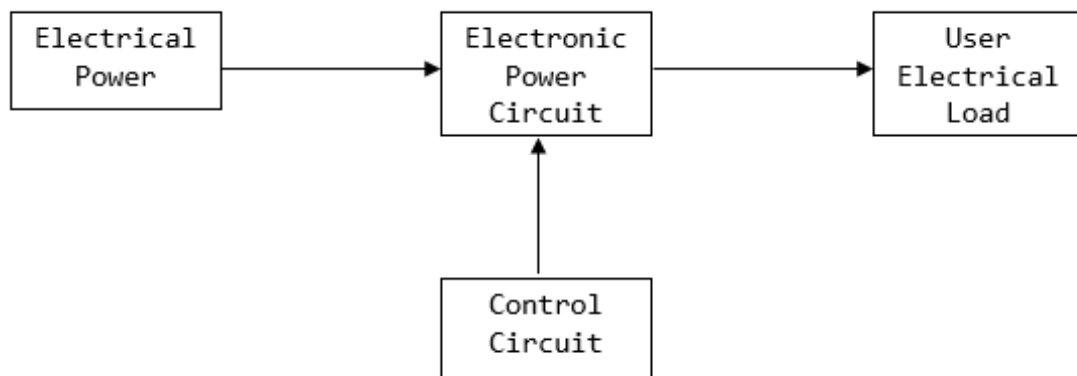 Electrical
Power
Electronic
Power
Circuit
User
Electrical
Load
Control
Circuit